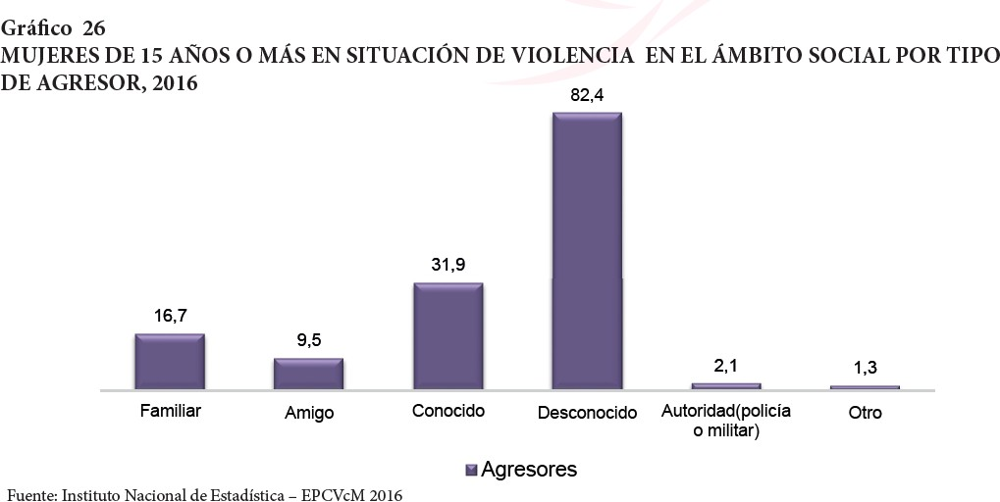 Gráfico 26
MUJERES DE 15 AÑOS O MÁS EN SITUACIÓN DE VIOLENCIA EN EL ÁMBITO SOCIAL POR TIPO
DE AGRESOR, 2016
82,4
31,9
16,7
9,5
2,1
1,3
Familiar
Amigo
Conocido
Desconocido
Autoridad(policía
o militar)
Otro
Agresores
Fuente: Instituto Nacional de Estadística – EPCVcM 2016